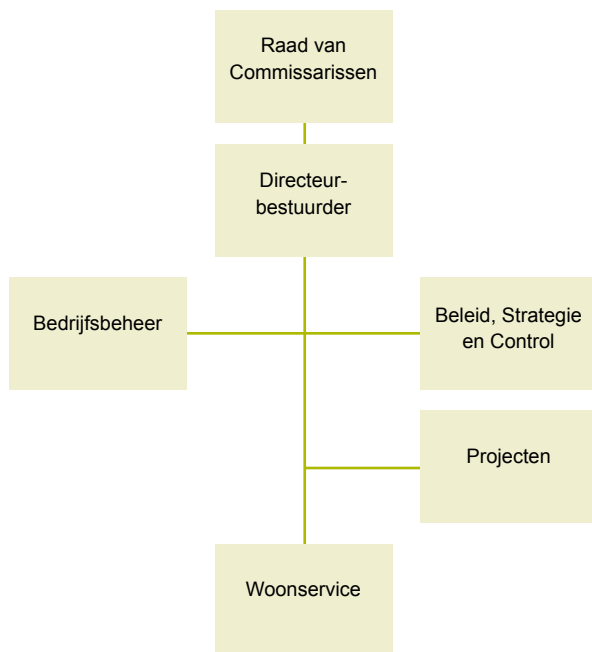 Raad van
Commissarissen
Directeur-
bestuurder
Bedrijfsbeheer
Beleid, Strategie
en Control
Projecten
Woonservice